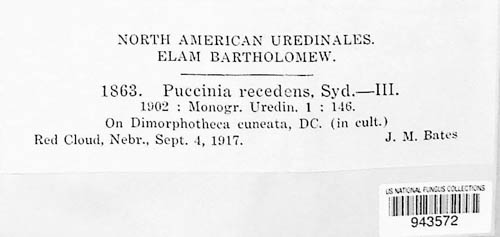 NORTH AMERICAN UREDINALES.
ELAM BARTHOLOMEW.
1863. Puccinia recedens, Syd.—III.
1902 : Monogr. Uredin. 1 : 146.
On Dimorphotheca cuneata, DC. (in cult.)
Red Cloud, Nebr., Sept. 4, 1917. J. M. Bates
US NATIONAL FUNGUS COLLECTIONS
943572